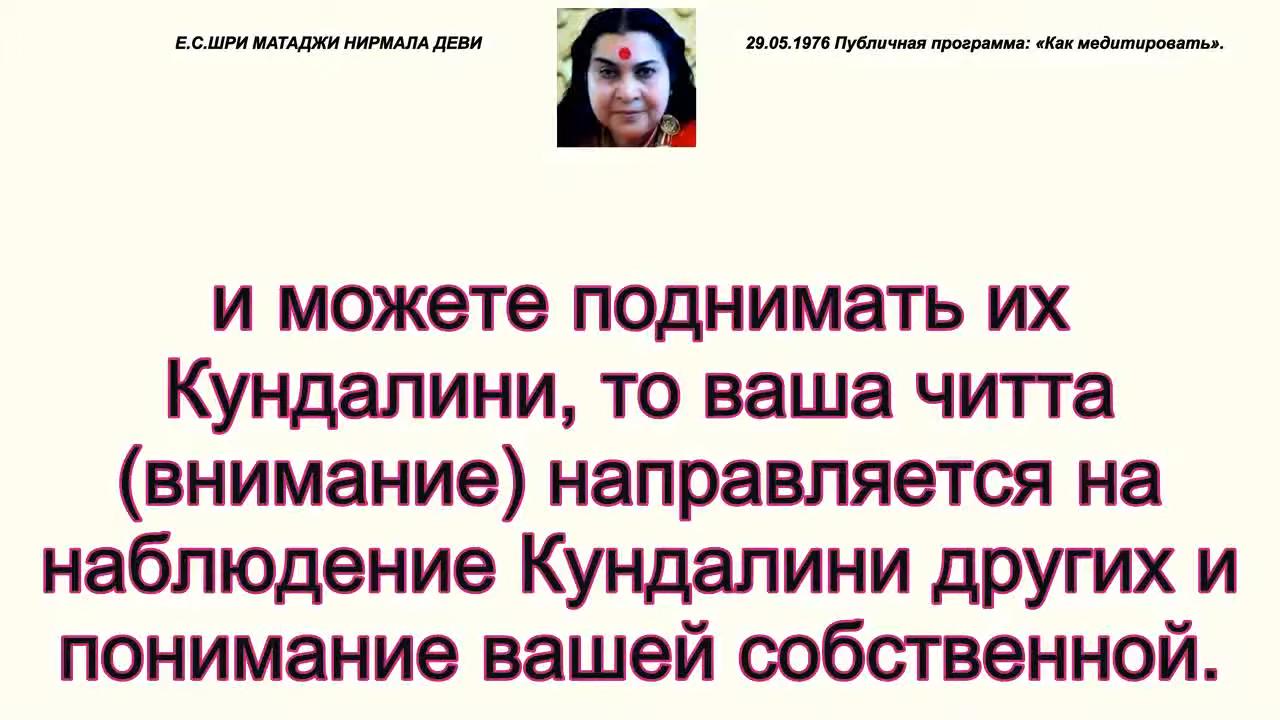 Е.С.ШРИ МАТАДЖИ НИРМАЛА ДЕВИ
29.05.1976 Публичная программа: «Как медитировать».
и можете поднимать их
Кундалини, то ваша читта
(внимание) направляется на
наблюдение Кундалини других и
понимание вашей собственной.